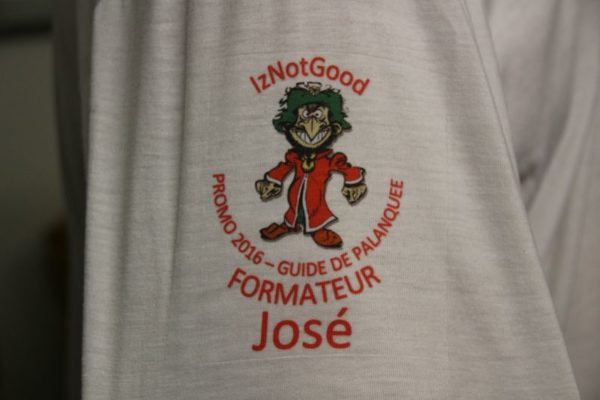 IzNotGood
PROMO 2016 – GUIDE DE PALANQUEE
FORMATEUR
José